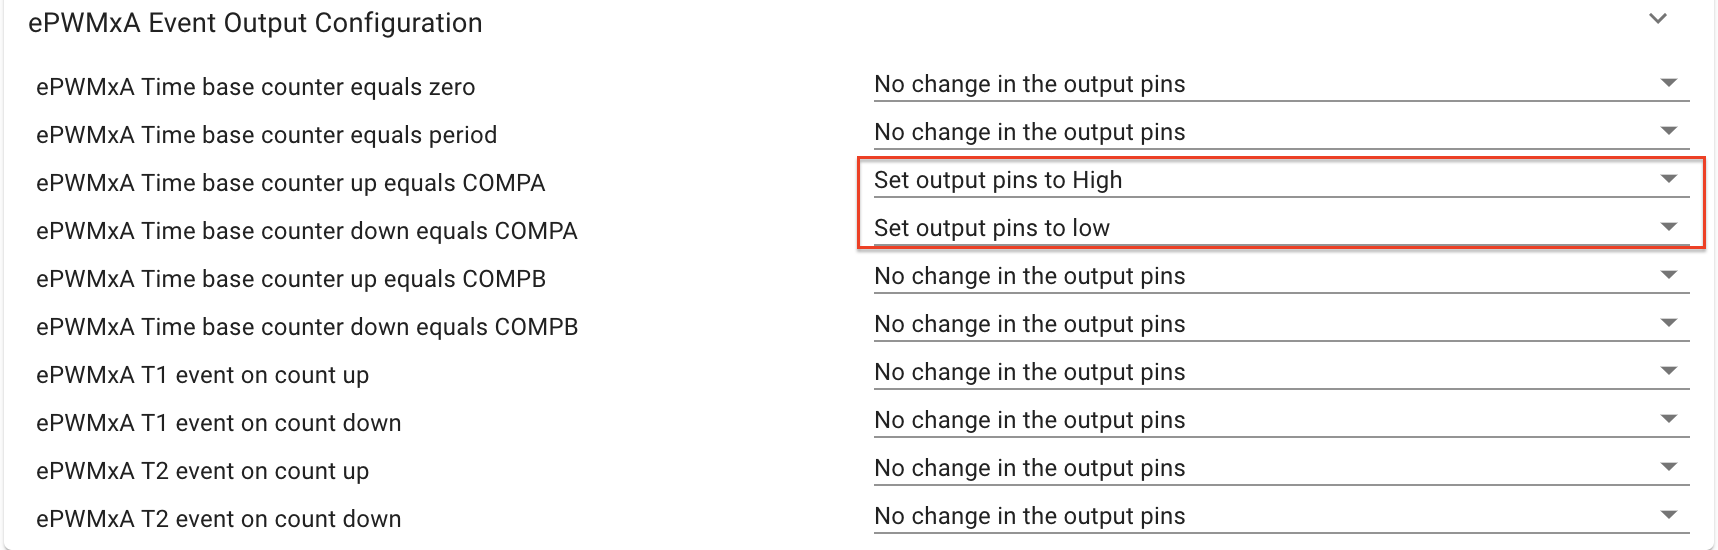 ePWMxA Event Output Configuration
ePWMxA Time base counter equals zero No change in the output pins
ePWMxA Time base counter equals period No change in the output pins
ePWMxA Time base counter up equals COMPA Set output pins to High
ePWMxA Time base counter down equals COMPA Set output pins to low
ePWMxA Time base counter up equals COMPB No change in the output pins
ePWMxA Time base counter down equals COMPB No change in the output pins
ePWMxA T1 event on count up No change in the output pins
ePWMxA T1 event on count down No change in the output pins
ePWMxA T2 event on count up No change in the output pins
ePWMxA T2 event on count down No change in the output pins